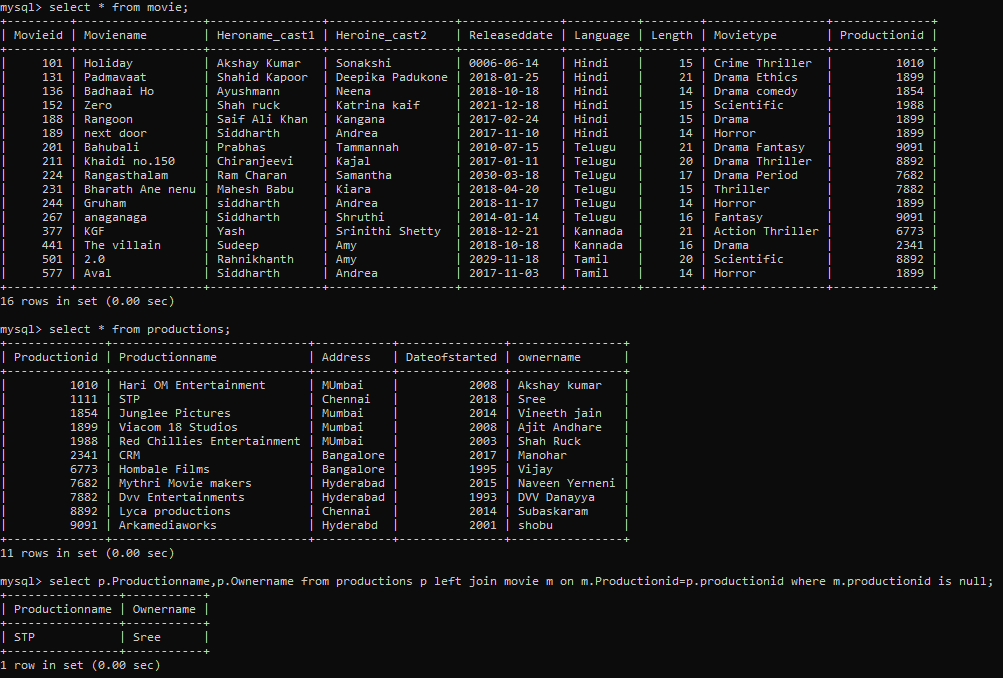 mysql> select * from movie;
+---------+------------------+----------------+------------------+--------------+----------+--------+-----------------+--------------+
| Movieid | Moviename | Heroname_cast1 | Heroine_cast2 | Releaseddate | Language | Length | Movietype | Productionid |
+---------+------------------+----------------+------------------+--------------+----------+--------+-----------------+--------------+
| 101 | Holiday | Akshay Kumar | Sonakshi | 0006-06-14 | Hindi | 15 | Crime Thriller | 1010 |
| 131 | Padmavaat | Shahid Kapoor | Deepika Padukone | 2018-01-25 | Hindi | 21 | Drama Ethics | 1899 |
| 136 | Badhaai Ho | Ayushmann | Neena | 2018-10-18 | Hindi | 14 | Drama comedy | 1854 |
| 152 | Zero | Shah ruck | Katrina kaif | 2021-12-18 | Hindi | 15 | Scientific | 1988 |
| 188 | Rangoon | Saif Ali Khan | Kangana | 2017-02-24 | Hindi | 15 | Drama | 1899 |
| 189 | next door | Siddharth | Andrea | 2017-11-10 | Hindi | 14 | Horror | 1899 |
| 201 | Bahubali | Prabhas | Tammannah | 2010-07-15 | Telugu | 21 | Drama Fantasy | 9091 |
| 211 | Khaidi no.150 | Chiranjeevi | Kajal | 2017-01-11 | Telugu | 20 | Drama Thriller | 8892 |
| 224 | Rangasthalam | Ram Charan | Samantha | 2030-03-18 | Telugu | 17 | Drama Period | 7682 |
| 231 | Bharath Ane nenu | Mahesh Babu | Kiara | 2018-04-20 | Telugu | 15 | Thriller | 7882 |
| 244 | Gruham | siddharth | Andrea | 2018-11-17 | Telugu | 14 | Horror | 1899 |
| 267 | anaganaga | Siddharth | Shruthi | 2014-01-14 | Telugu | 16 | Fantasy | 9091 |
| 377 | KGF | Yash | Srinithi Shetty | 2018-12-21 | Kannada | 21 | Action Thriller | 6773 |
| 441 | The villain | Sudeep | Amy | 2018-10-18 | Kannada | 16 | Drama | 2341 |
| 501 | 2.0 | Rahnikhanth | Amy | 2029-11-18 | Tamil | 20 | Scientific | 8892 |
| 577 | Aval | Siddharth | Andrea | 2017-11-03 | Tamil | 14 | Horror | 1899 |
+---------+------------------+----------------+------------------+--------------+----------+--------+-----------------+--------------+
16 rows in set (0.00 sec)
mysql> select * from productions;
+--------------+----------------------------+-----------+---------------+----------------+
| Productionid | Productionname | Address | Dateofstarted | ownername |
+--------------+----------------------------+-----------+---------------+----------------+
| 1010 | Hari OM Entertainment | MUmbai | 2008 | Akshay kumar |
| 1111 | STP | Chennai | 2018 | Sree |
| 1854 | Junglee Pictures | Mumbai | 2014 | Vineeth jain |
| 1899 | Viacom 18 Studios | Mumbai | 2008 | Ajit Andhare |
| 1988 | Red Chillies Entertainment | MUmbai | 2003 | Shah Ruck |
| 2341 | CRM | Bangalore | 2017 | Manohar |
| 6773 | Hombale Films | Bangalore | 1995 | Vijay |
| 7682 | Mythri Movie makers | Hyderabad | 2015 | Naveen Yerneni |
| 7882 | Dvv Entertainments | Hyderabad | 1993 | DVV Danayya |
| 8892 | Lyca productions | Chennai | 2014 | Subaskaram |
| 9091 | Arkamediaworks | Hyderabd | 2001 | shobu |
+--------------+----------------------------+-----------+---------------+----------------+
11 rows in set (0.00 sec)
mysql> select p.Productionname,p.Ownername from productions p left join movie m on m.Productionid=p.productionid where m.productionid is null;
+----------------+-----------+
| Productionname | Ownername |
+----------------+-----------+
| STP | Sree |
+----------------+-----------+
1 row in set (0.00 sec)